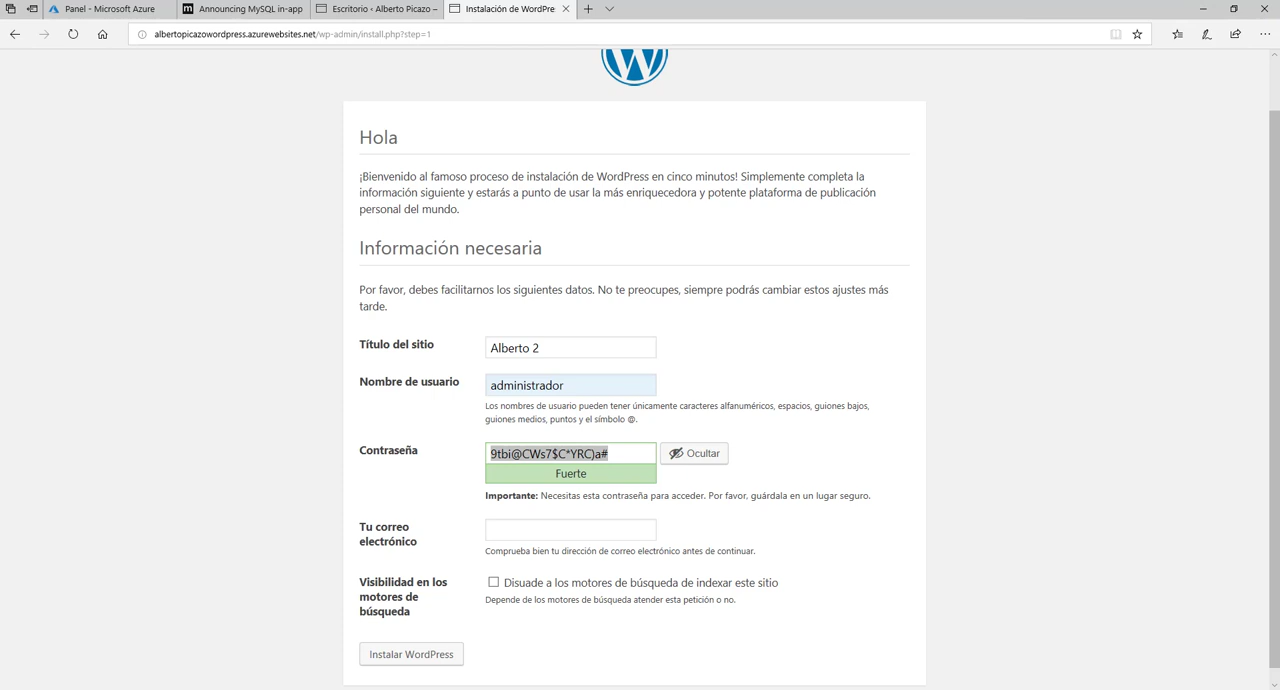 Panel - Microsoft Azure
Announcing MySQL in-app
Escritorio ‹ Alberto Picazo –
Instalación de WordPre
albertopicazowordpress.azurewebsites.net/wp-admin/install.php?step=1
Hola
¡Bienvenido al famoso proceso de instalación de WordPress en cinco minutos! Simplemente completa la
información siguiente y estarás a punto de usar la más enriquecedora y potente plataforma de publicación
personal del mundo.
Información necesaria
Por favor, debes facilitarnos los siguientes datos. No te preocupes, siempre podrás cambiar estos ajustes más
tarde.
Título del sitio
Alberto 2
Nombre de usuario
administrador
Los nombres de usuario pueden tener únicamente caracteres alfanuméricos, espacios, guiones bajos,
guiones medios, puntos y el símbolo @.
Contraseña
9tbi@CWs7$C*YRC)a#
Ocultar
Fuerte
Importante: Necesitas esta contraseña para acceder. Por favor, guárdala en un lugar seguro.
Tu correo
electrónico
Comprueba bien tu dirección de correo electrónico antes de continuar.
Visibilidad en los
motores de
búsqueda
Disuade a los motores de búsqueda de indexar este sitio
Depende de los motores de búsqueda atender esta petición o no.
Instalar WordPress